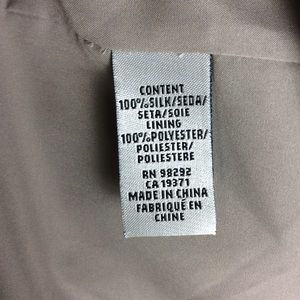 CONTENT
100%SILK/SEDA/
SETA/SOIE
LINING
100%POLYESTER/
POLIESTER/
POLIESTERE
RN 98292
CA 19371
MADE IN CHINA
FABRIQUÉ EN
CHINE